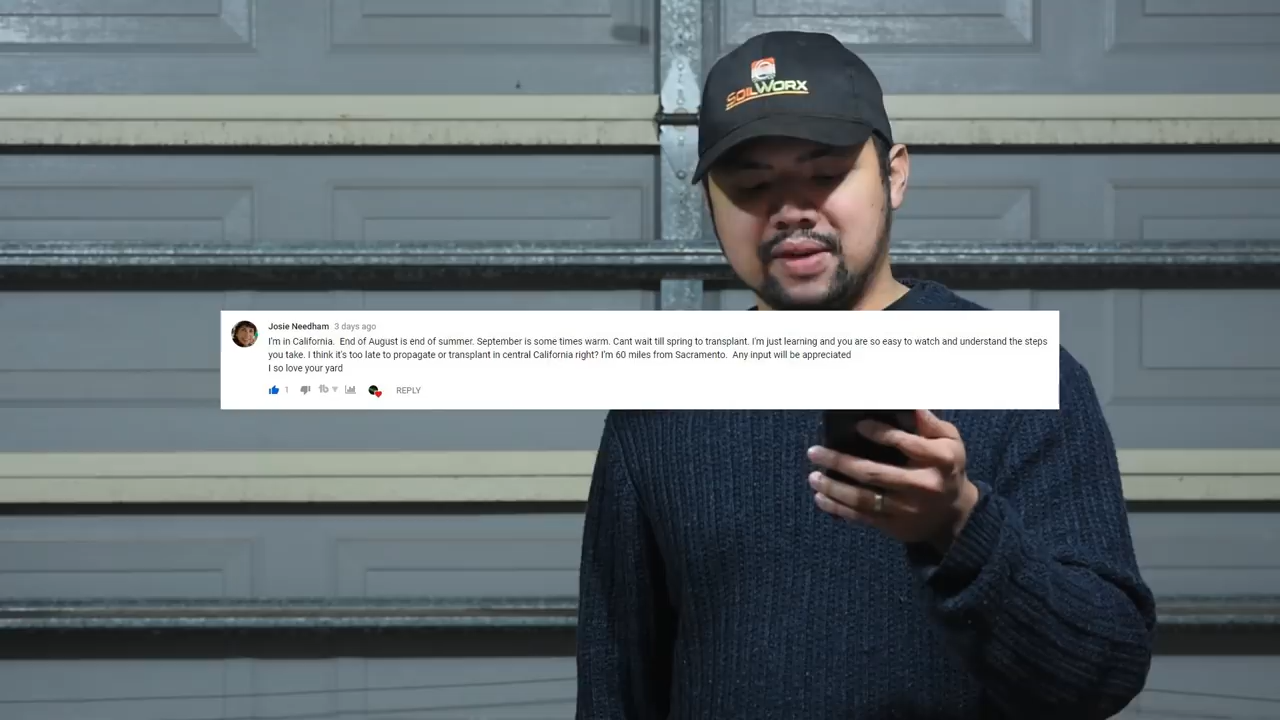 SOILWORX
Josie Needham 3 days ago
I'm in California. End of August is end of summer. September is some times warm. Cant wait till spring to transplant. I'm just learning and you are so easy to watch and understand the steps
you take. I think it's too late to propagate or transplant in central California right? I'm 60 miles from Sacramento. Any input will be appreciated
I so love your yard
1 REPLY